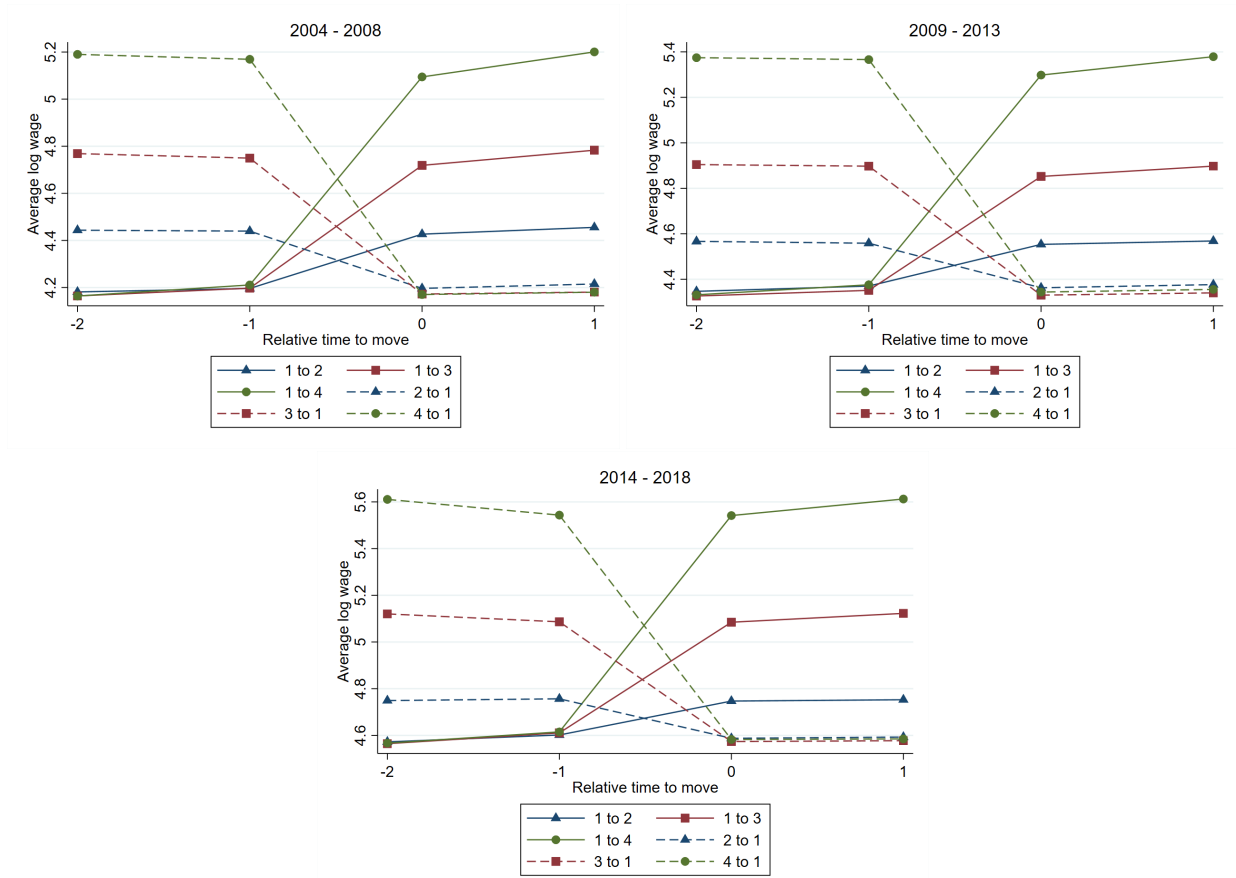 2004 - 2008
Average log wage
5.2
5
4.8
4.6
4.4
4.2
-2
-1
0
1
Relative time to move
1 to 2
1 to 3
1 to 4
2 to 1
3 to 1
4 to 1
2009 - 2013
Average log wage
5.4
5.2
5
4.8
4.6
4.4
-2
-1
0
1
Relative time to move
1 to 2
1 to 3
1 to 4
2 to 1
3 to 1
4 to 1
2014 - 2018
Average log wage
5.6
5.4
5.2
5
4.8
4.6
-2
-1
0
1
Relative time to move
1 to 2
1 to 3
1 to 4
2 to 1
3 to 1
4 to 1